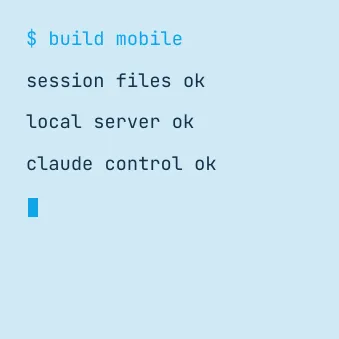 $ build mobile
session files ok
local server ok
claude control ok